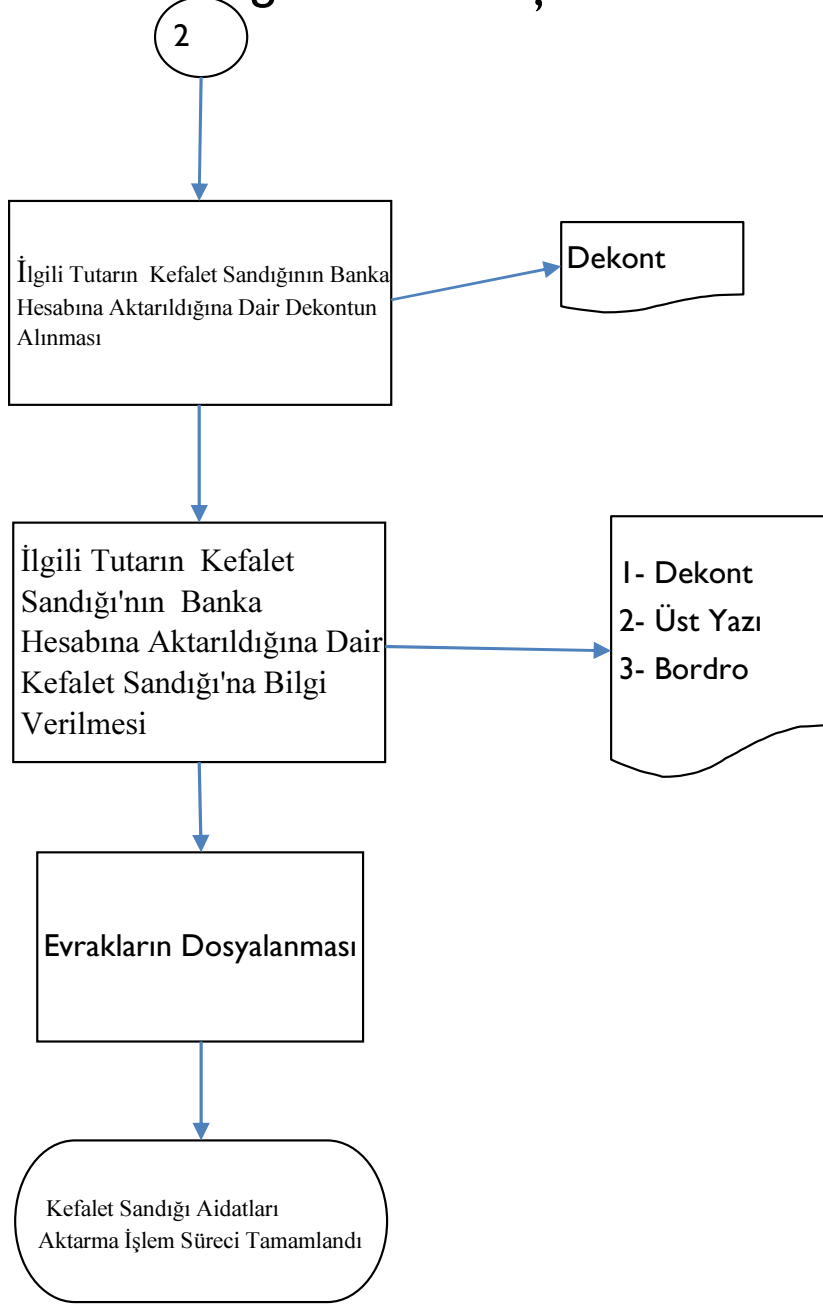 2
İlgili Tutarın Kefalet Sandığının Banka
Hesabına Aktarıldığına Dair Dekontun
Alınması
Dekont
İlgili Tutarın Kefalet
Sandığı'nın Banka
Hesabına Aktarıldığına Dair
Kefalet Sandığı'na Bilgi
Verilmesi
1- Dekont
2- Üst Yazı
3- Bordro
Evrakların Dosyalanması
Kefalet Sandığı Aidatları
Aktarma İşlem Süreci Tamamlandı